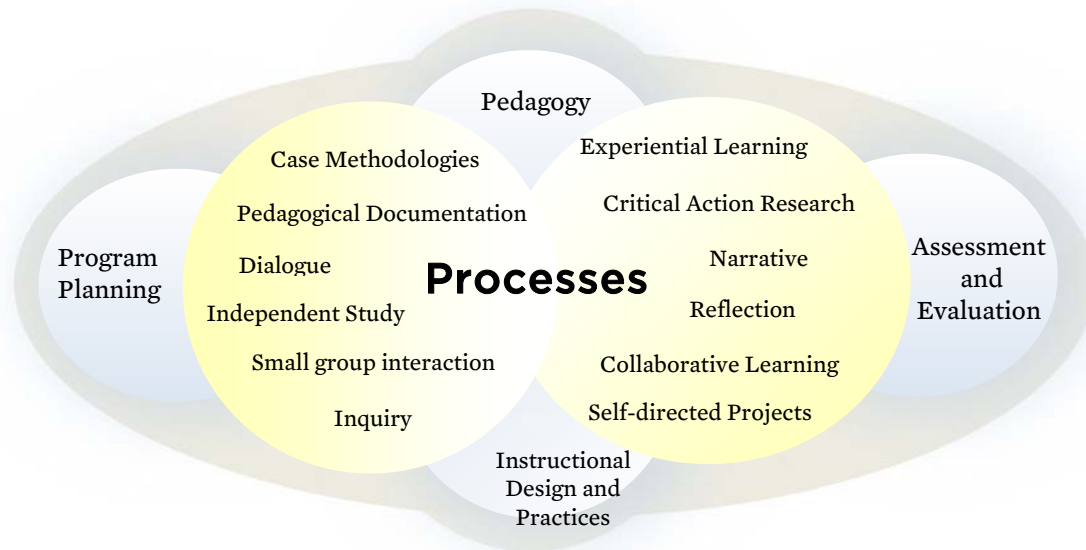 Pedagogy
Case Methodologies
Pedagogical Documentation
Dialogue
Independent Study
Small group interaction
Inquiry
Processes
Experiential Learning
Critical Action Research
Narrative
Reflection
Collaborative Learning
Self-directed Projects
Program
Planning
Assessment
and
Evaluation
Instructional
Design and
Practices